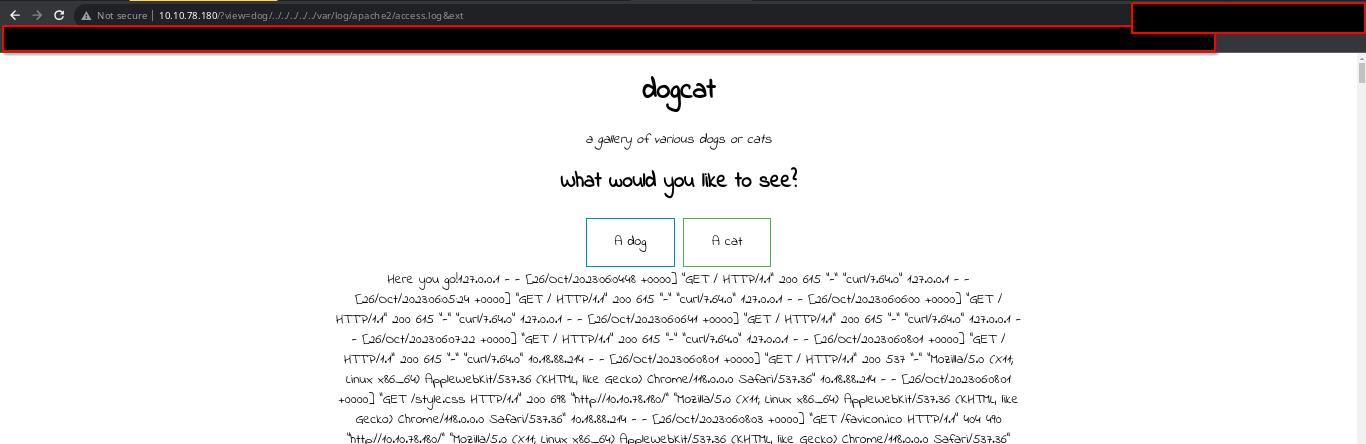 Not secure | 10.10.78.180/?view=dog/../../../../../var/log/apache2/access.log&ext
dogcat
a gallery of various dogs or cats
What would you like to see?
A dog A cat
Here you go!127.0.0.1 - - [26/Oct/2023:06:04:48 +0000] "GET / HTTP/1.1" 200 615 "-" "curl/7.64.0" 127.0.0.1 - -
[26/Oct/2023:06:05:24 +0000] "GET / HTTP/1.1" 200 615 "-" "curl/7.64.0" 127.0.0.1 - - [26/Oct/2023:06:06:00 +0000] "GET /
HTTP/1.1" 200 615 "-" "curl/7.64.0" 127.0.0.1 - - [26/Oct/2023:06:06:41 +0000] "GET / HTTP/1.1" 200 615 "-" "curl/7.64.0" 127.0.0.1 -
- [26/Oct/2023:06:07:22 +0000] "GET / HTTP/1.1" 200 615 "-" "curl/7.64.0" 127.0.0.1 - - [26/Oct/2023:06:08:01 +0000] "GET /
HTTP/1.1" 200 615 "-" "curl/7.64.0" 10.18.88.214 - - [26/Oct/2023:06:08:01 +0000] "GET / HTTP/1.1" 200 537 "-" "Mozilla/5.0 (X11;
Linux x86_64) AppleWebKit/537.36 (KHTML, like Gecko) Chrome/118.0.0.0 Safari/537.36" 10.18.88.214 - - [26/Oct/2023:06:08:01
+0000] "GET /style.css HTTP/1.1" 200 698 "http://10.10.78.180/" "Mozilla/5.0 (X11; Linux x86_64) AppleWebKit/537.36 (KHTML, like
Gecko) Chrome/118.0.0.0 Safari/537.36" 10.18.88.214 - - [26/Oct/2023:06:08:03 +0000] "GET /favicon.ico HTTP/1.1" 404 490
"http://10.10.78.180/" "Mozilla/5.0 (X11; Linux x86_64) AppleWebKit/537.36 (KHTML, like Gecko) Chrome/118.0.0.0 Safari/537.36"